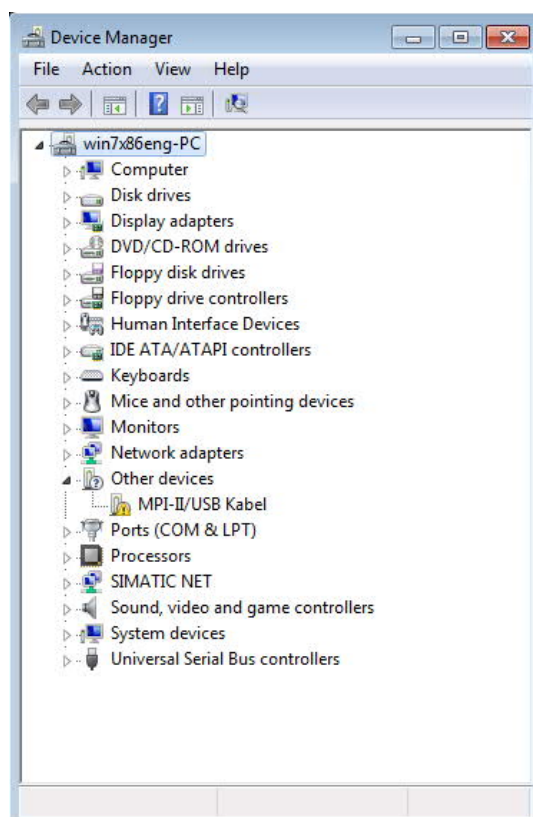 Device Manager
File Action View Help
win7x86eng-PC
Computer
Disk drives
Display adapters
DVD/CD-ROM drives
Floppy disk drives
Floppy drive controllers
Human Interface Devices
IDE ATA/ATAPI controllers
Keyboards
Mice and other pointing devices
Monitors
Network adapters
Other devices
MPI-II/USB Kabel
Ports (COM & LPT)
Processors
SIMATIC NET
Sound, video and game controllers
System devices
Universal Serial Bus controllers